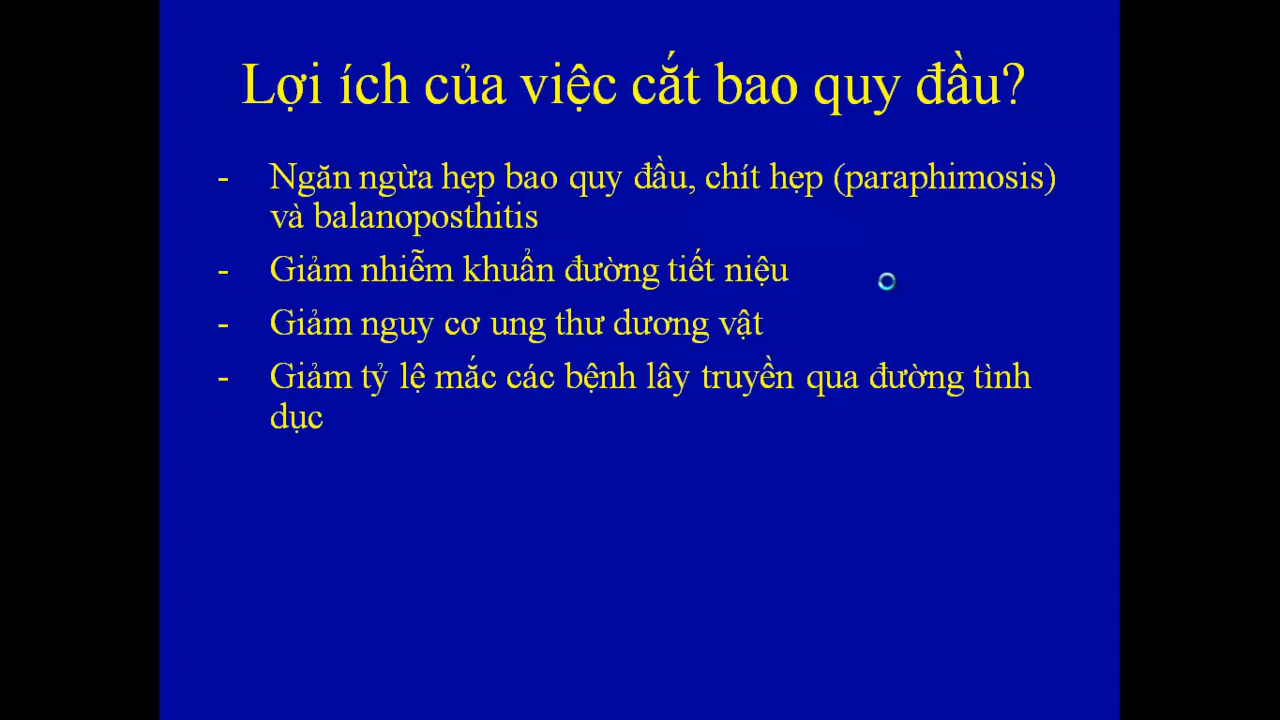 Lợi ích của việc cắt bao quy đầu?
- Ngăn ngừa hẹp bao quy đầu, chít hẹp (paraphimosis)
và balanoposthitis
- Giảm nhiễm khuẩn đường tiết niệu
- Giảm nguy cơ ung thư dương vật
- Giảm tỷ lệ mắc các bệnh lây truyền qua đường tình
dục